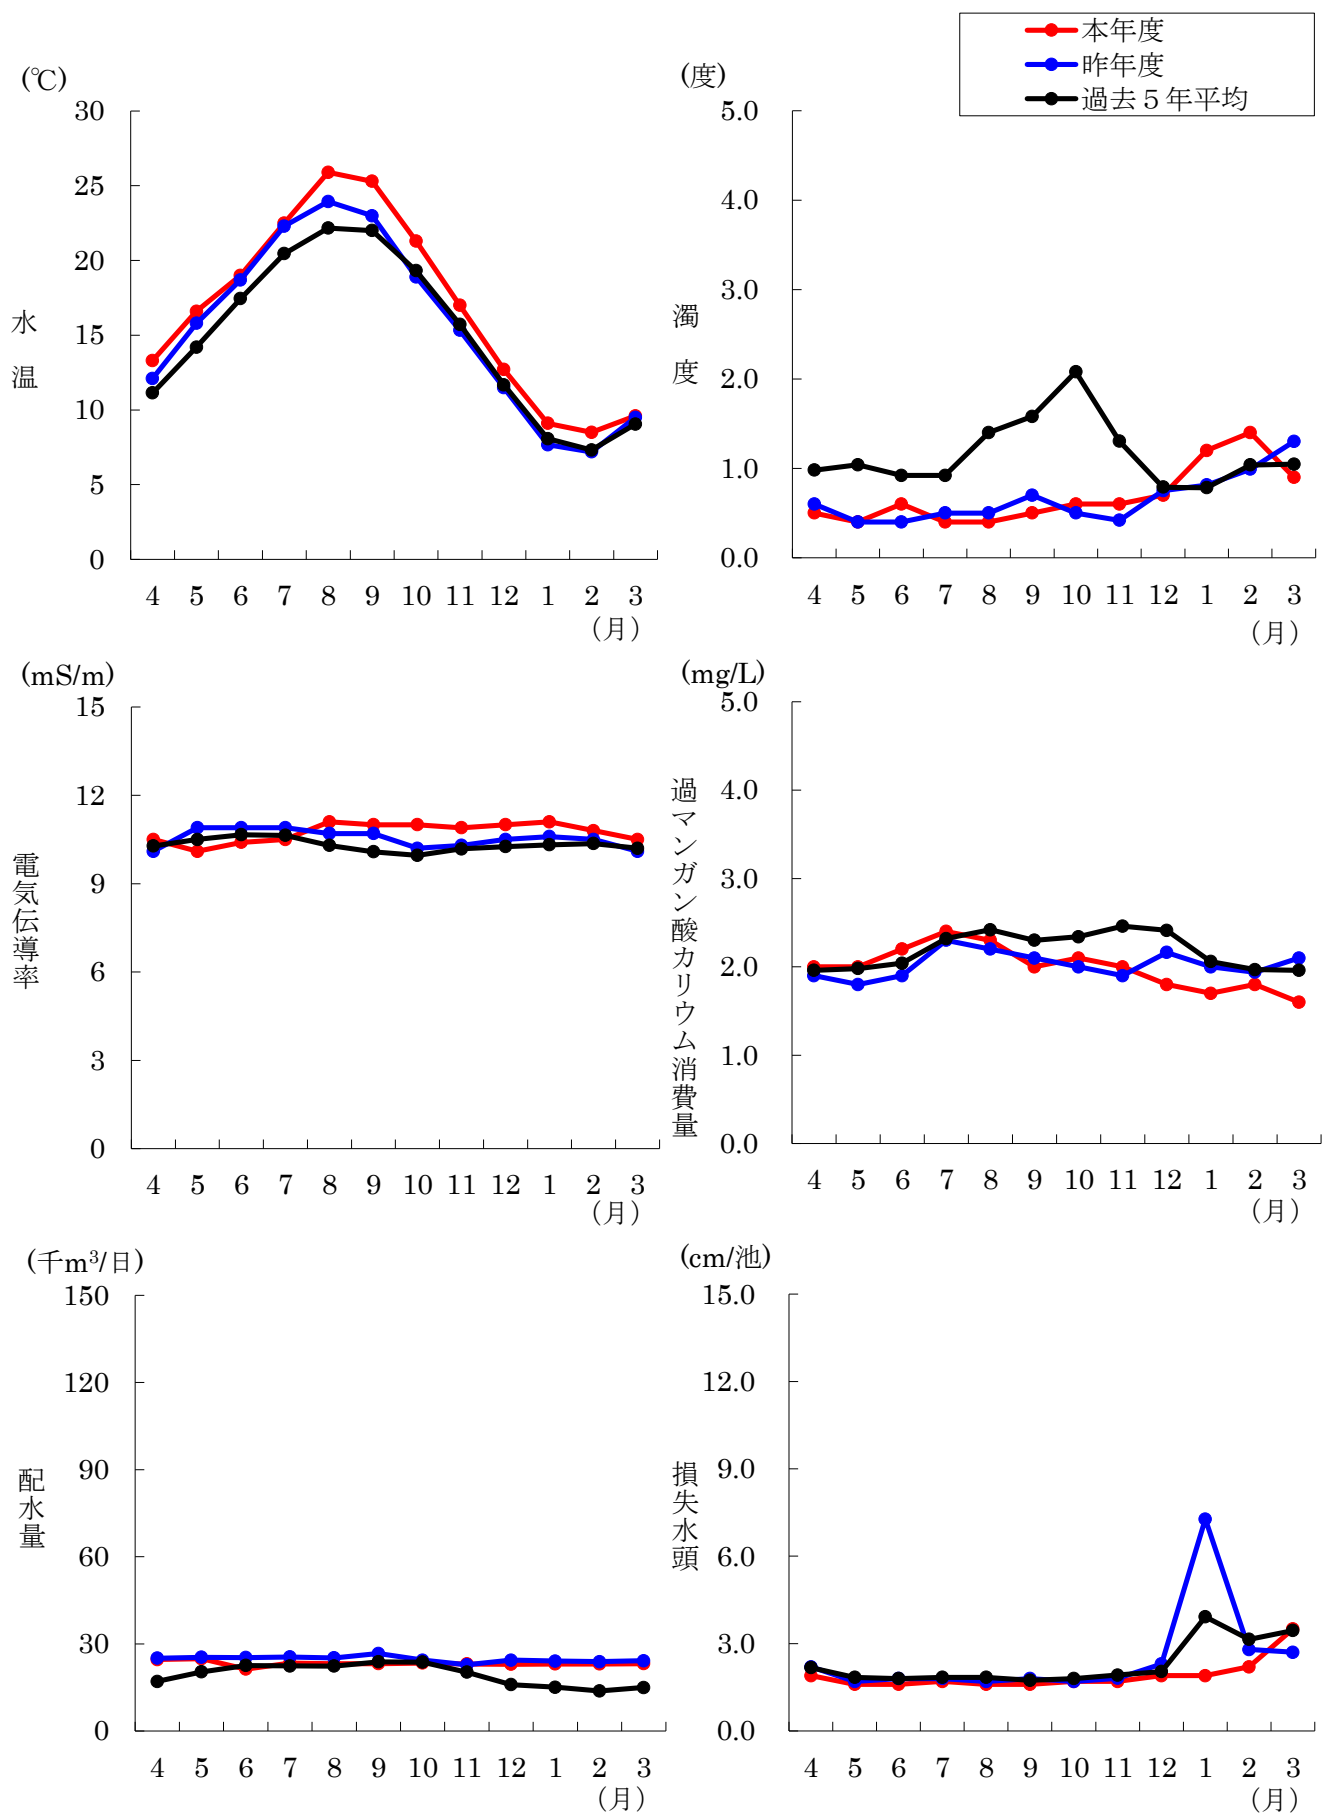 本年度
昨年度
過去５年平均
(℃)
30
25
20
15
10
5
0
水温
4 5 6 7 8 9 10 11 12 1 2 3
（月）
(度)
5.0
4.0
3.0
2.0
1.0
0.0
濁度
4 5 6 7 8 9 10 11 12 1 2 3
（月）
(mS/m)
15
12
9
6
3
0
電気伝導率
4 5 6 7 8 9 10 11 12 1 2 3
（月）
(mg/L)
5.0
4.0
3.0
2.0
1.0
0.0
過マンガン酸カリウム消費量
4 5 6 7 8 9 10 11 12 1 2 3
（月）
(千m³/日)
150
120
90
60
30
0
配水量
4 5 6 7 8 9 10 11 12 1 2 3
（月）
(cm/池)
15.0
12.0
9.0
6.0
3.0
0.0
損失水頭
4 5 6 7 8 9 10 11 12 1 2 3
（月）